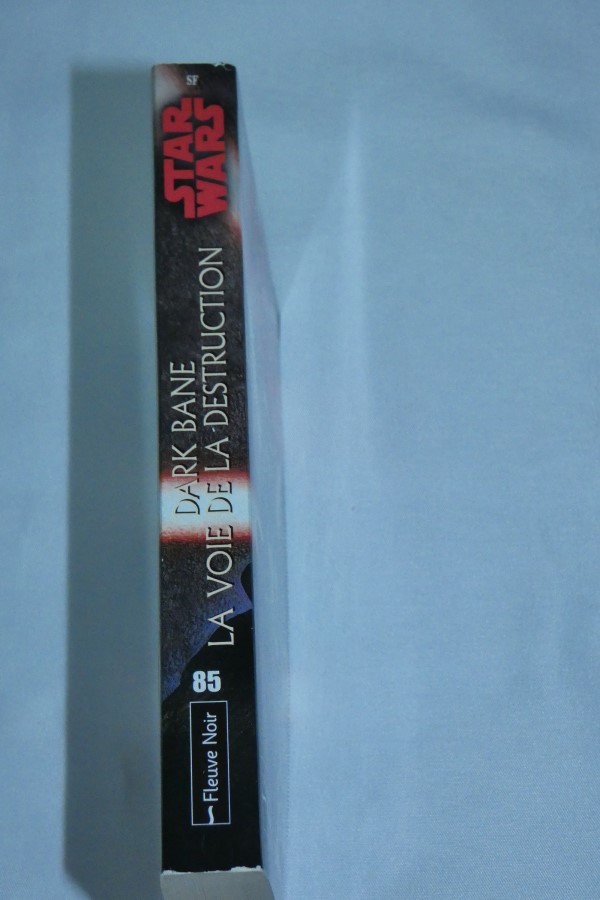 SF
STAR
WARS
DARK BANE
LA VOIE DE LA DESTRUCTION
85
Fleuve Noir